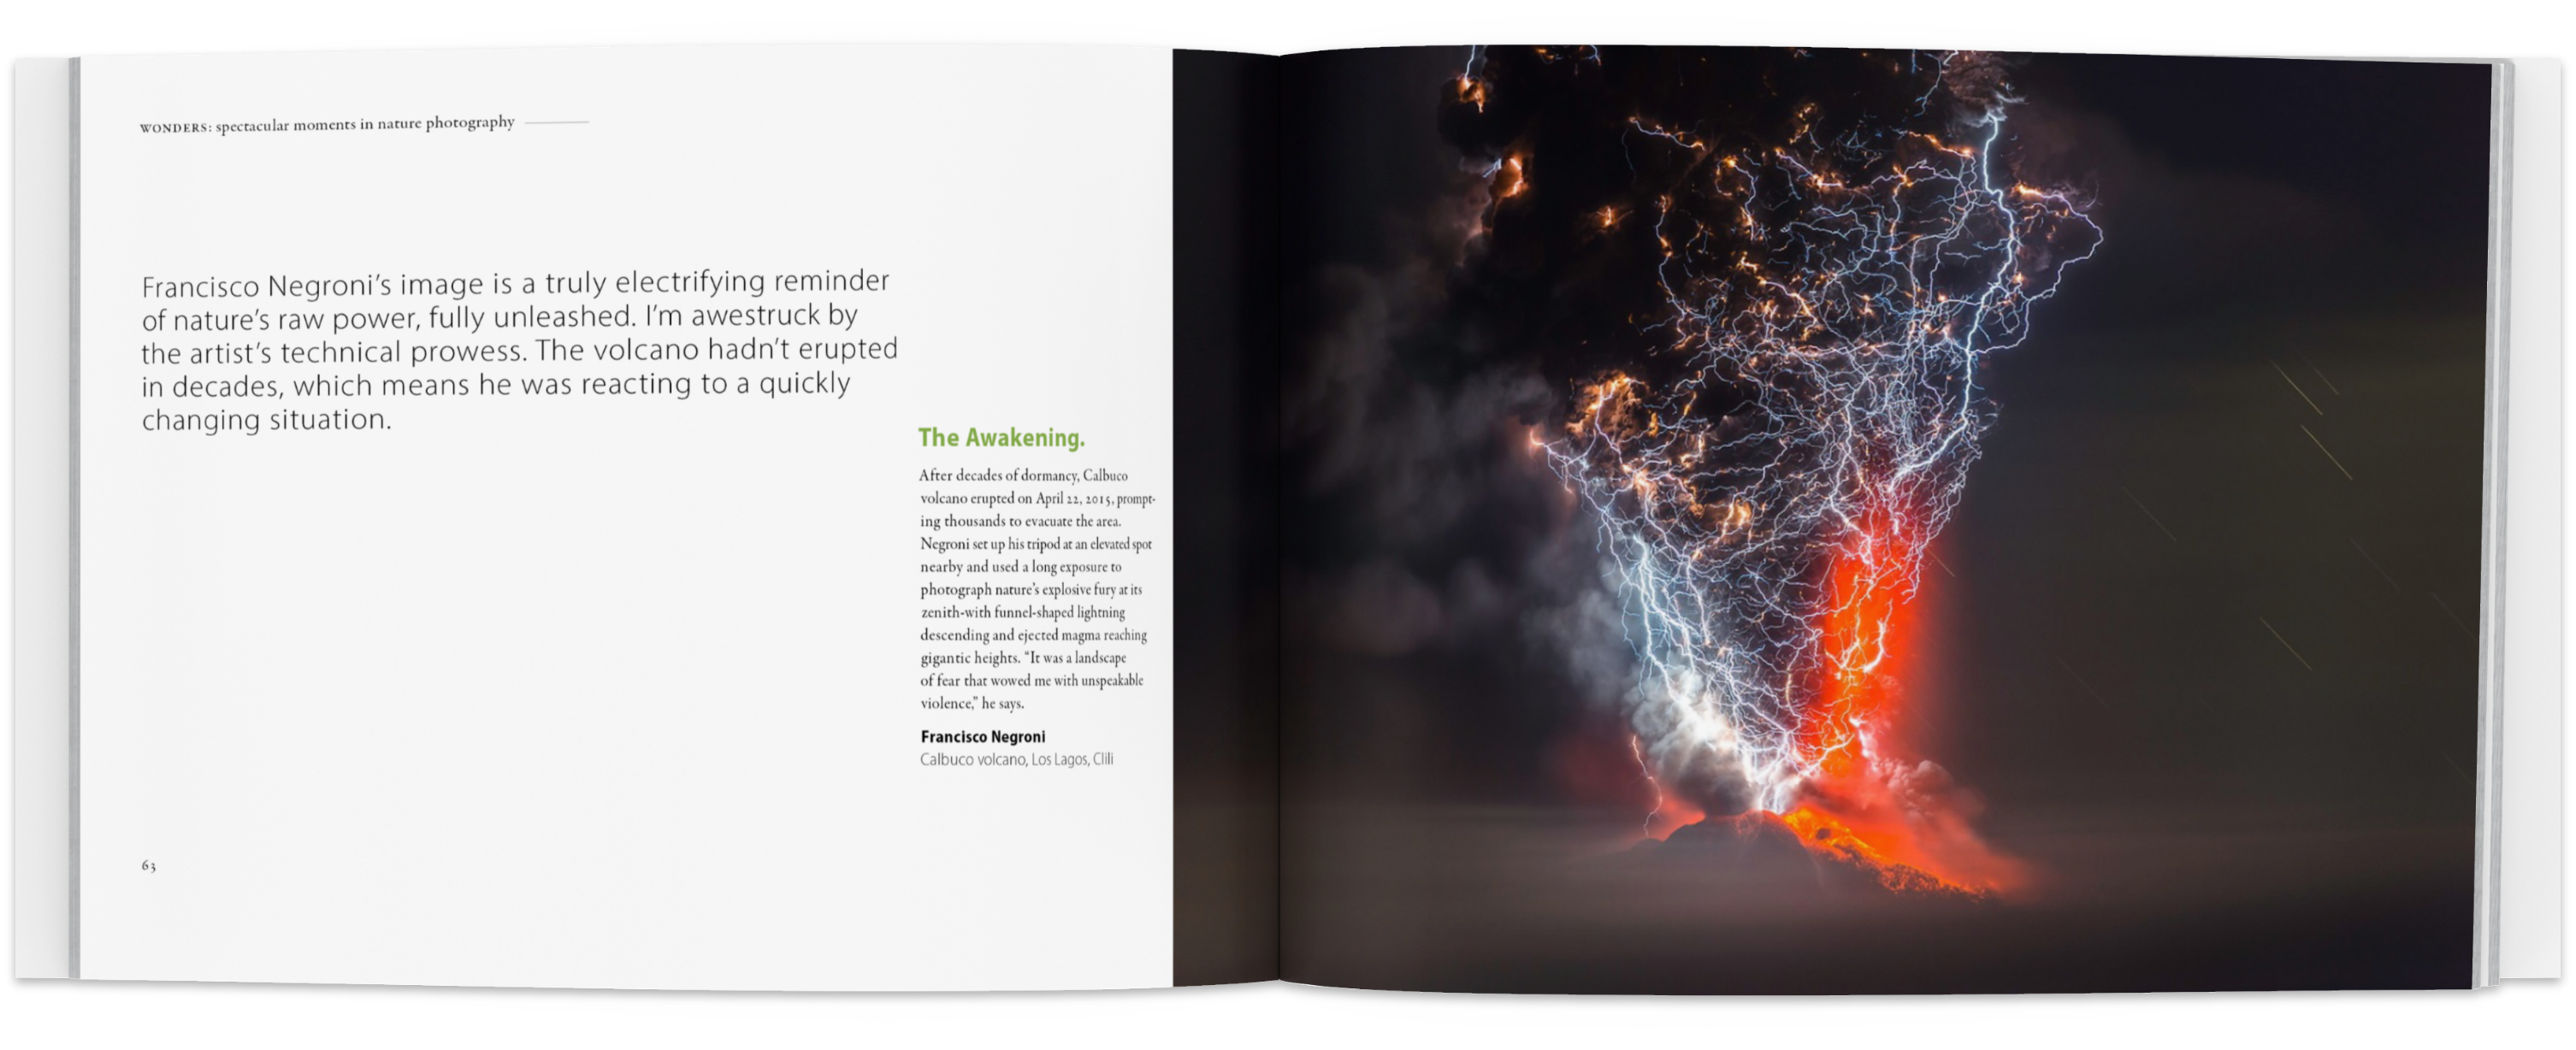 WONDERS: spectacular moments in nature photography
Francisco Negroni’s image is a truly electrifying reminder
of nature’s raw power, fully unleashed. I’m awestruck by
the artist’s technical prowess. The volcano hadn’t erupted
in decades, which means he was reacting to a quickly
changing situation.
The Awakening.
After decades of dormancy, Calbuco
volcano erupted on April 22, 2015, prompt-
ing thousands to evacuate the area.
Negroni set up his tripod at an elevated spot
nearby and used a long exposure to
photograph nature’s explosive fury at its
zenith-with funnel-shaped lightning
descending and ejected magma reaching
gigantic heights. “It was a landscape
of fear that wowed me with unspeakable
violence,” he says.
Francisco Negroni
Calbuco volcano, Los Lagos, Clili
63